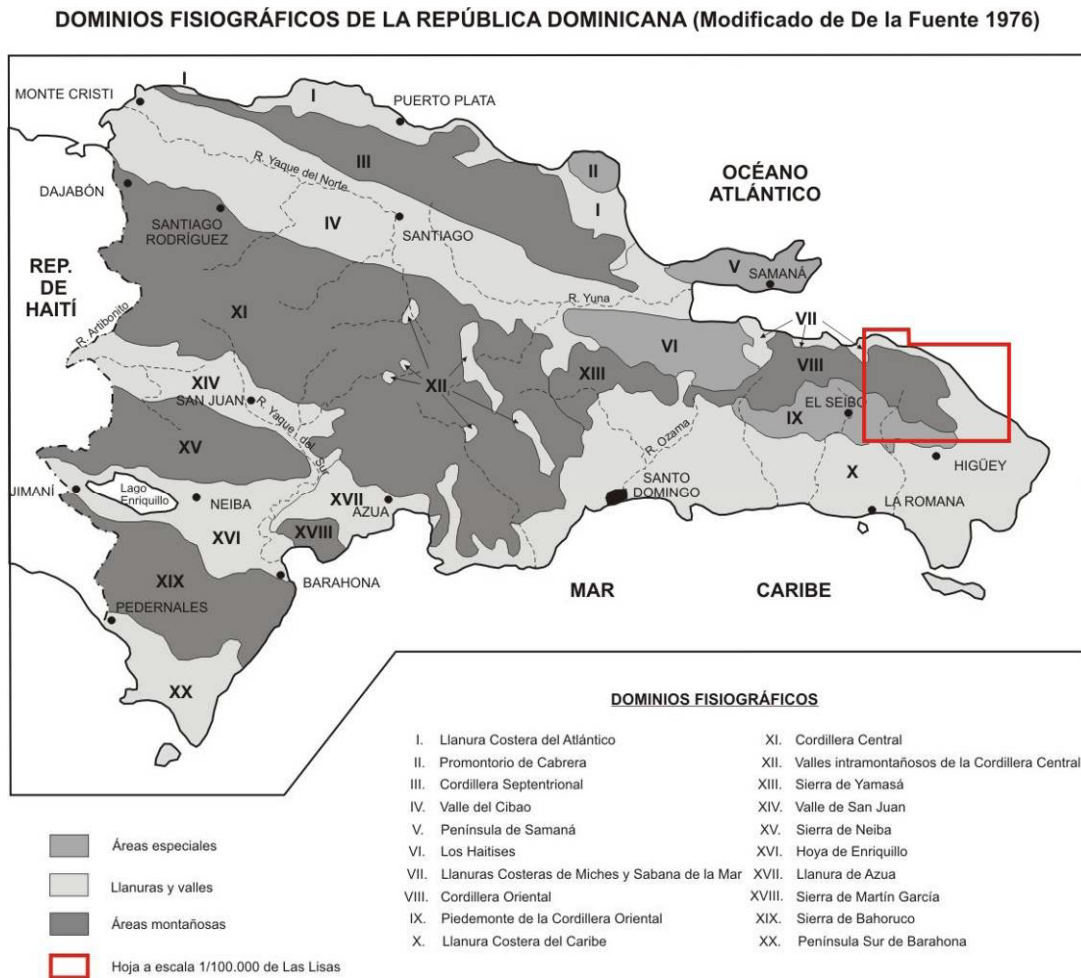 DOMINIOS FISIOGRÁFICOS DE LA REPÚBLICA DOMINICANA (Modificado de De la Fuente 1976)
I
MONTE CRISTI
I
PUERTO PLATA
III
R. Yaque del Norte
II
OCÉANO
ATLÁNTICO
DAJABÓN
I
SANTIAGO
RODRÍGUEZ
IV
SANTIAGO
REP.
DE
HAITÍ
V
SAMANÁ
R. Yuna
XI
VII
R. Artibonito
VI
VIII
XIII
XIV
XII
SAN JUAN
EL SEIBO
IX
R. Yaque del Sur
XV
R. Ozama
HIGÜEY
X
JIMANÍ
Lago
Enriquillo
NEIBA
XVII
AZUA
SANTO
DOMINGO
LA ROMANA
XVI
XVIII
XIX
BARAHONA
MAR
CARIBE
PEDERNALES
XX
DOMINIOS FISIOGRÁFICOS
I. Llanura Costera del Atlántico
II. Promontorio de Cabrera
III. Cordillera Septentrional
IV. Valle del Cibao
V. Península de Samaná
VI. Los Haitises
VII. Llanuras Costeras de Miches y Sabana de la Mar
VIII. Cordillera Oriental
IX. Piedemonte de la Cordillera Oriental
X. Llanura Costera del Caribe
XI. Cordillera Central
XII. Valles intramontañosos de la Cordillera Central
XIII. Sierra de Yamasá
XIV. Valle de San Juan
XV. Sierra de Neiba
XVI. Hoya de Enriquillo
XVII. Llanura de Azua
XVIII. Sierra de Martín García
XIX. Sierra de Bahoruco
XX. Península Sur de Barahona
Áreas especiales
Llanuras y valles
Áreas montañosas
Hoja a escala 1/100.000 de Las Lisas